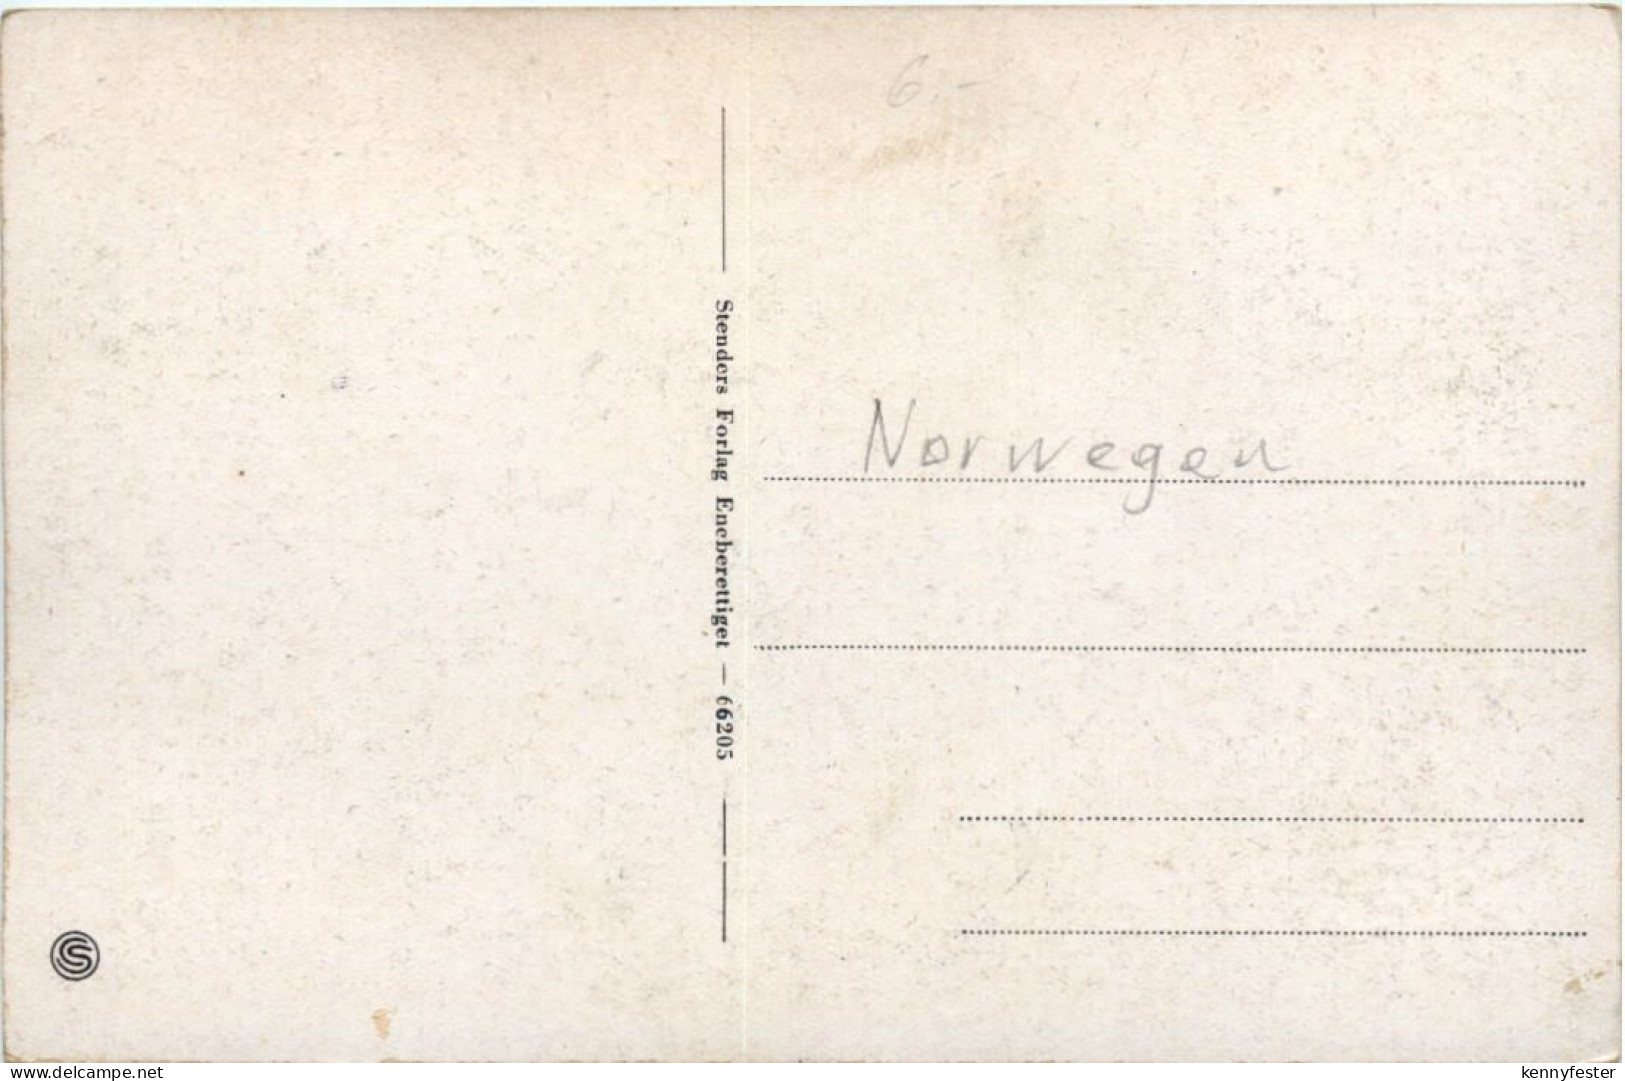 6.-
Stenders Forlag Eneberettiget — 66205
Norwegen
S
www.delcampe.net
kennyfester